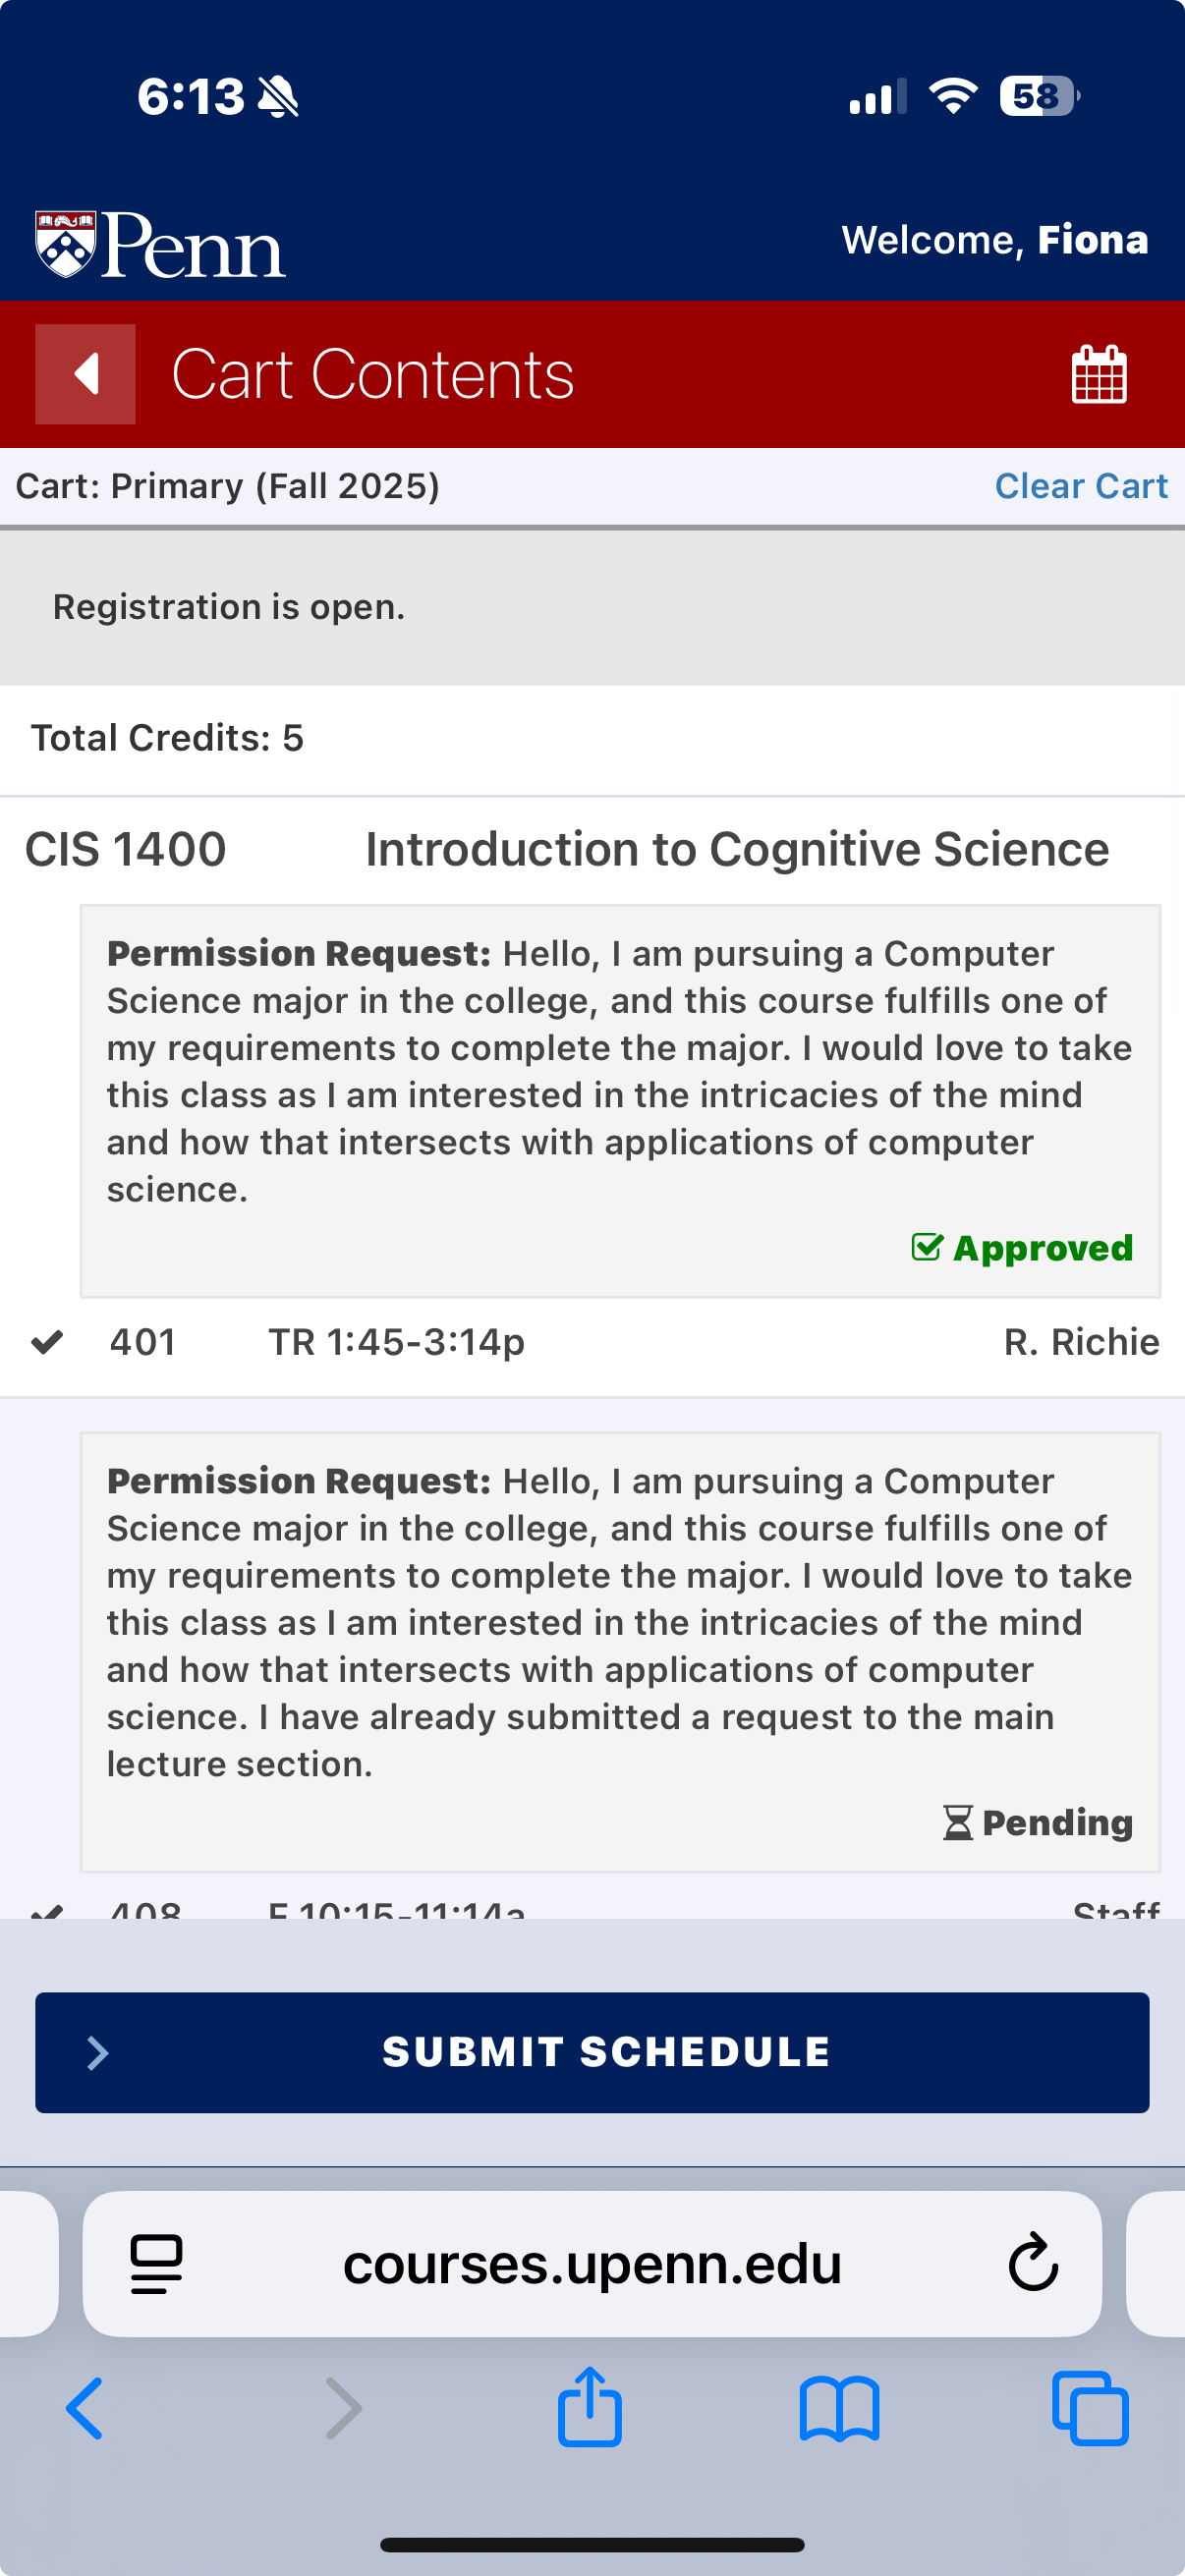 6:13
58
Penn
Welcome, Fiona
Cart Contents
Cart: Primary (Fall 2025)
Clear Cart
Registration is open.
Total Credits: 5
CIS 1400 Introduction to Cognitive Science
Permission Request: Hello, I am pursuing a Computer
Science major in the college, and this course fulfills one of
my requirements to complete the major. I would love to take
this class as I am interested in the intricacies of the mind
and how that intersects with applications of computer
science.
Approved
401 TR 1:45-3:14p R. Richie
Permission Request: Hello, I am pursuing a Computer
Science major in the college, and this course fulfills one of
my requirements to complete the major. I would love to take
this class as I am interested in the intricacies of the mind
and how that intersects with applications of computer
science. I have already submitted a request to the main
lecture section.
Pending
408 F 10:15-11:14a Staff
SUBMIT SCHEDULE
courses.upenn.edu